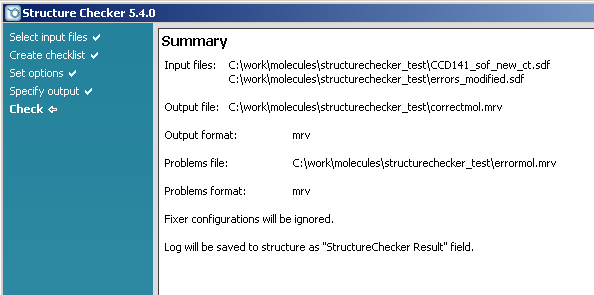 Structure Checker 5.4.0
Select input files ✔
Create checklist ✔
Set options ✔
Specify output ✔
Check ⇦
Summary
Input files: C:\work\molecules\structurechecker_test\CCD141_sof_new_ct.sdf
C:\work\molecules\structurechecker_test\errors_modified.sdf
Output file: C:\work\molecules\structurechecker_test\correctmol.mrv
Output format: mrv
Problems file: C:\work\molecules\structurechecker_test\errormol.mrv
Problems format: mrv
Fixer configurations will be ignored.
Log will be saved to structure as "StructureChecker Result" field.